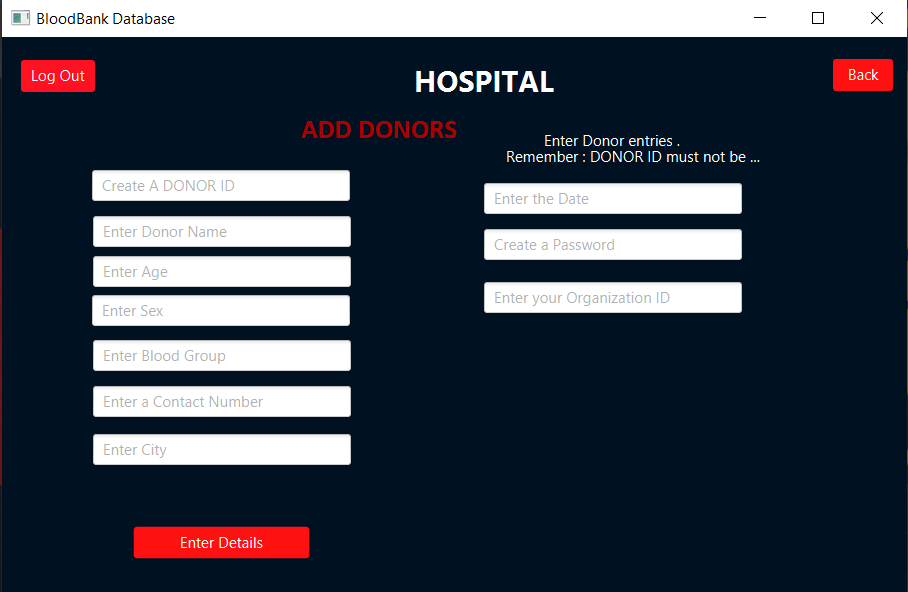 BloodBank Database
Log Out
HOSPITAL
Back
ADD DONORS
Enter Donor entries .
Remember : DONOR ID must not be ...
Create A DONOR ID
Enter Donor Name
Enter Age
Enter Sex
Enter Blood Group
Enter a Contact Number
Enter City
Enter the Date
Create a Password
Enter your Organization ID
Enter Details